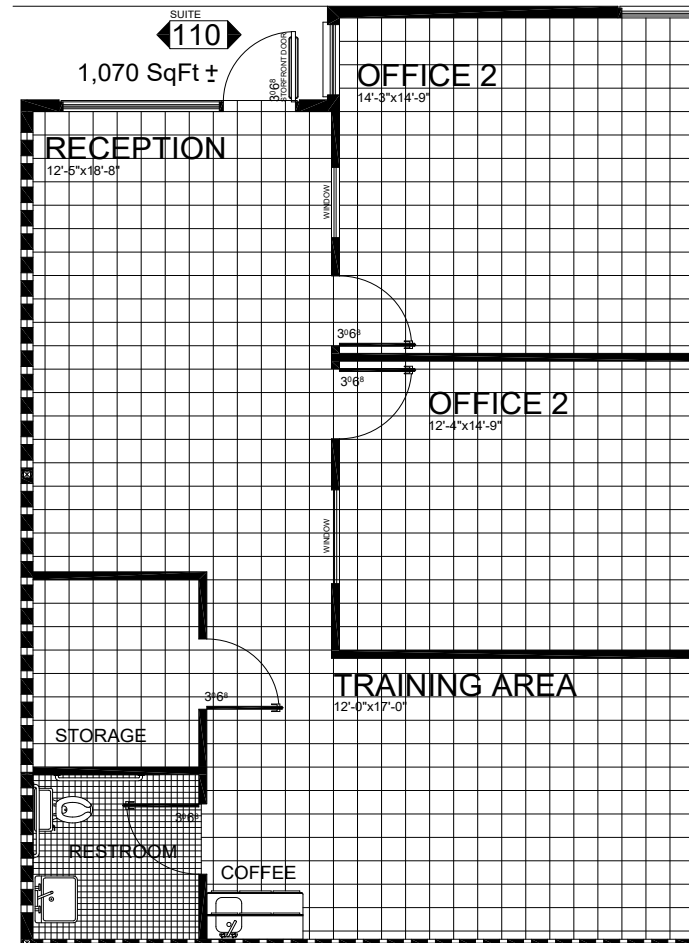 SUITE
110
1,070 SqFt ±
3⁰6⁸
STORFRONT DOOR
OFFICE 2
14'-3"x14'-9"
RECEPTION
12'-5"x18'-8"
WINDOW
3⁰6⁸
3⁰6⁸
OFFICE 2
12'-4"x14'-9"
WINDOW
3⁰6⁸
TRAINING AREA
12'-0"x17'-0"
STORAGE
3⁰6⁸
RESTROOM
COFFEE